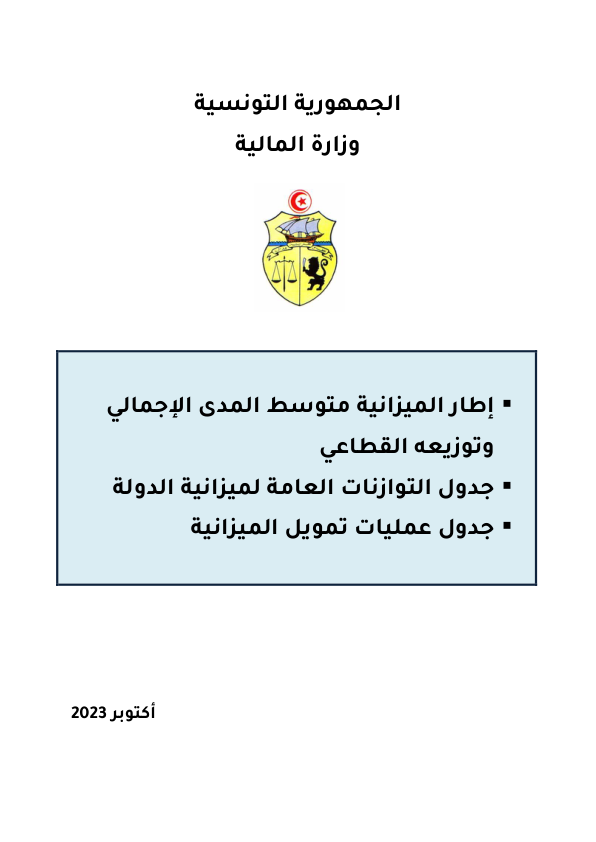 الجمهورية التونسية
وزارة المالية
▪ إطار الميزانية متوسط المدى الإجمالي
وتوزيعه القطاعي
▪ جدول التوازنات العامة لميزانية الدولة
▪ جدول عمليات تمويل الميزانية
أكتوبر 2023